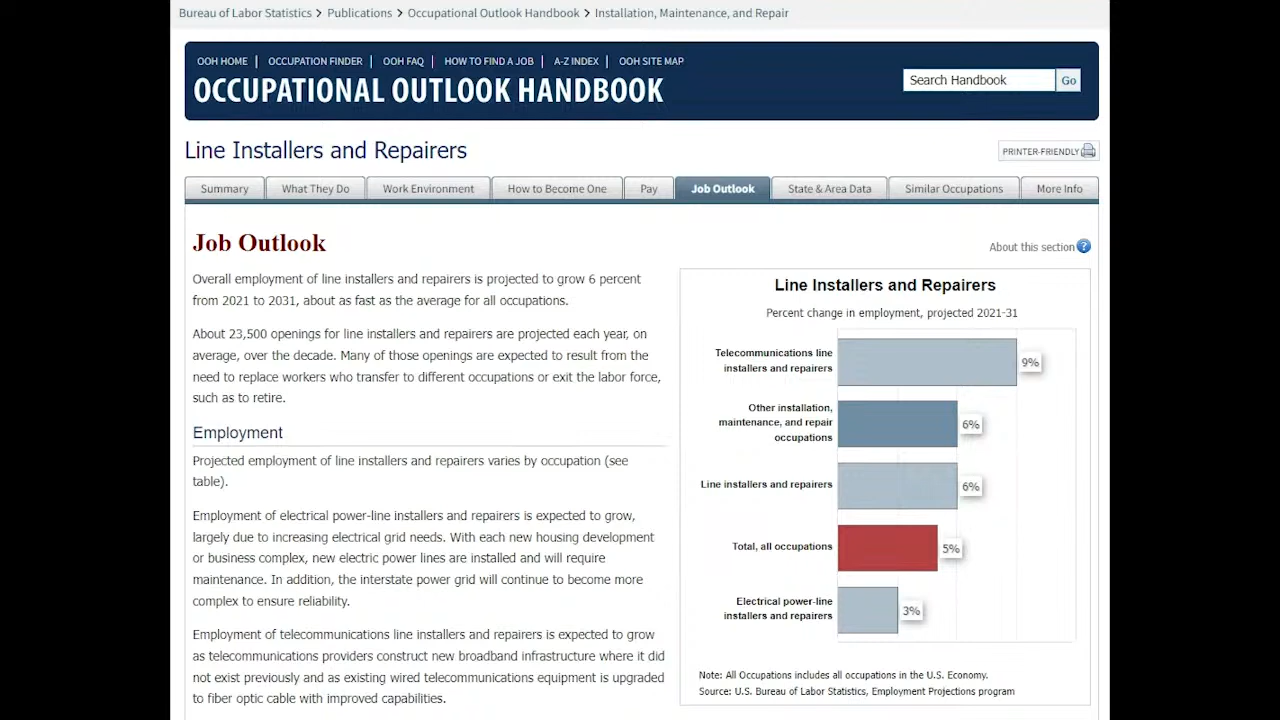 Bureau of Labor Statistics > Publications > Occupational Outlook Handbook > Installation, Maintenance, and Repair
OOH HOME | OCCUPATION FINDER | OOH FAQ | HOW TO FIND A JOB | A-Z INDEX | OOH SITE MAP
OCCUPATIONAL OUTLOOK HANDBOOK
Search Handbook Go
Line Installers and Repairers
PRINTER-FRIENDLY
Summary What They Do Work Environment How to Become One Pay Job Outlook State & Area Data Similar Occupations More Info
Job Outlook
About this section ?
Overall employment of line installers and repairers is projected to grow 6 percent
from 2021 to 2031, about as fast as the average for all occupations.
About 23,500 openings for line installers and repairers are projected each year, on
average, over the decade. Many of those openings are expected to result from the
need to replace workers who transfer to different occupations or exit the labor force,
such as to retire.
Employment
Projected employment of line installers and repairers varies by occupation (see
table).
Employment of electrical power-line installers and repairers is expected to grow,
largely due to increasing electrical grid needs. With each new housing development
or business complex, new electric power lines are installed and will require
maintenance. In addition, the interstate power grid will continue to become more
complex to ensure reliability.
Employment of telecommunications line installers and repairers is expected to grow
as telecommunications providers construct new broadband infrastructure where it did
not exist previously and as existing wired telecommunications equipment is upgraded
to fiber optic cable with improved capabilities.
Line Installers and Repairers
Percent change in employment, projected 2021-31
Telecommunications line
installers and repairers
9%
Other installation,
maintenance, and repair
occupations
6%
Line installers and repairers
6%
Total, all occupations
5%
Electrical power-line
installers and repairers
3%
Note: All Occupations includes all occupations in the U.S. Economy.
Source: U.S. Bureau of Labor Statistics, Employment Projections program